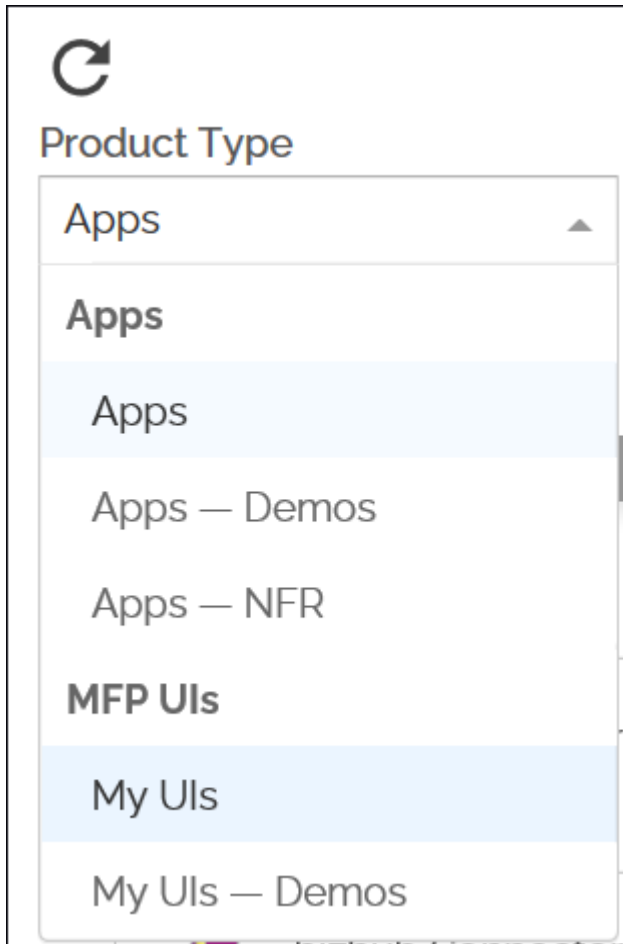 Product Type
Apps
Apps
Apps
Apps — Demos
Apps — NFR
MFP UIs
My UIs
My UIs — Demos